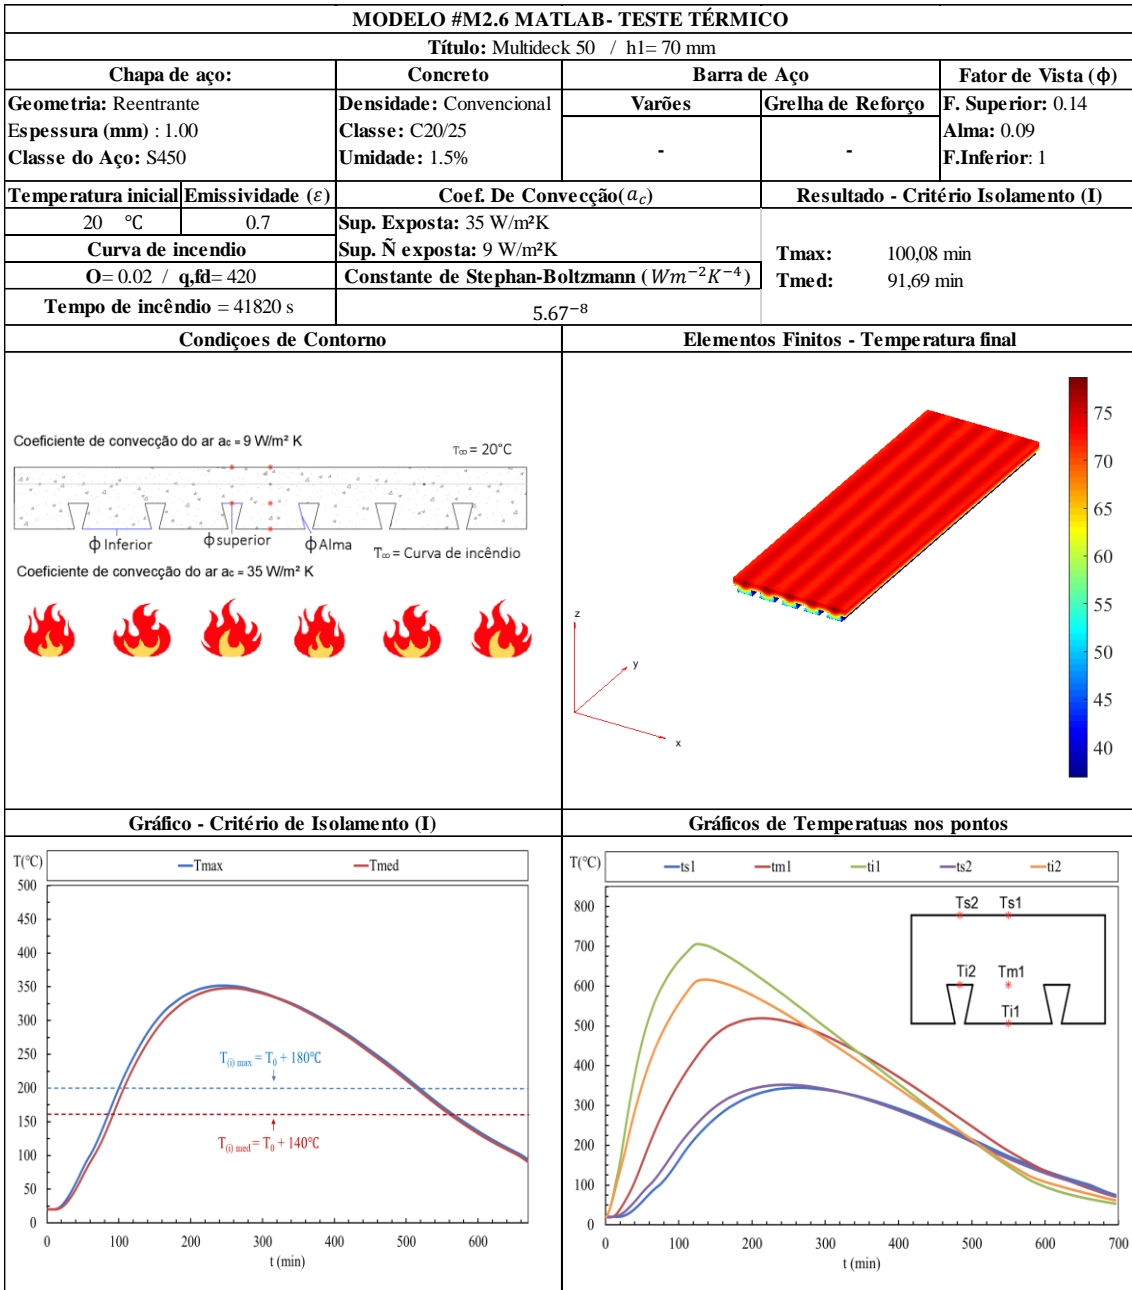 MODELO #M2.6 MATLAB- TESTE TÉRMICO
Título: Multideck 50 / h1= 70 mm
Chapa de aço:
Concreto
Barra de Aço
Fator de Vista (ϕ)
Geometria: Reentrante
Espessura (mm) : 1.00
Classe do Aço: S450
Densidade: Convencional
Classe: C20/25
Umidade: 1.5%
Varões
Grelha de Reforço
-
-
F. Superior: 0.14
Alma: 0.09
F.Inferior: 1
Temperatura inicial
Emissividade (ε)
Coef. De Convecção(a_c)
Resultado - Critério Isolamento (I)
20 °C
0.7
Sup. Exposta: 35 W/m²K
Sup. Ñ exposta: 9 W/m²K
Curva de incendio
O= 0.02 / q,fd= 420
Constante de Stephan-Boltzmann (Wm⁻²K⁻⁴)
Tempo de incêndio = 41820 s
5.67⁻⁸
Tmax: 100,08 min
Tmed: 91,69 min
Condiçoes de Contorno
Elementos Finitos - Temperatura final
Coeficiente de convecção do ar ac = 9 W/m² K
T∞ = 20°C
ϕ Inferior
ϕ superior
ϕ Alma
T∞ = Curva de incêndio
Coeficiente de convecção do ar ac = 35 W/m² K
75
70
65
60
55
50
45
40
z
y
x
Gráfico - Critério de Isolamento (I)
Gráficos de Temperatuas nos pontos
T(°C)
Tmax
Tmed
500
450
400
350
300
250
200
150
100
50
0
T(i) max = T0 + 180°C
T(i) med = T0 + 140°C
0 100 200 300 400 500 600
t (min)
T(°C)
ts1
tm1
ti1
ts2
ti2
800
700
600
500
400
300
200
100
0
Ts2
Ts1
Ti2
Tm1
Ti1
0 100 200 300 400 500 600 700
t (min)